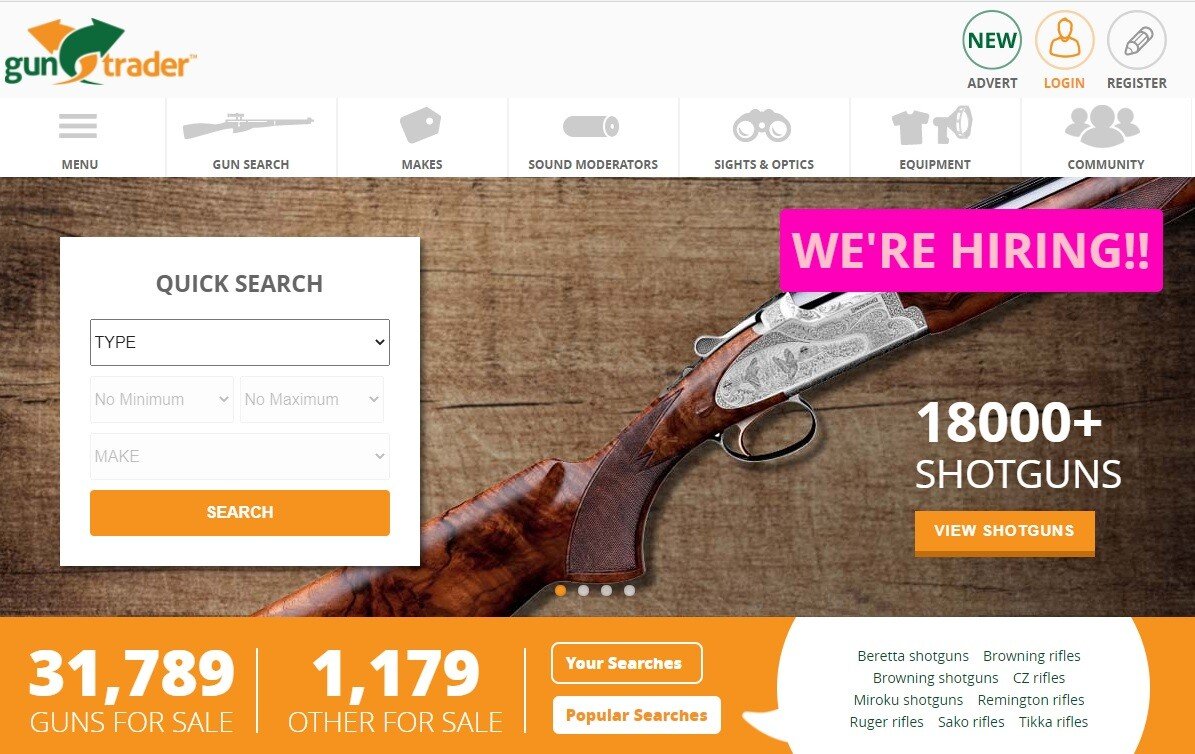 gun trader™
NEW
ADVERT
LOGIN
REGISTER
MENU
GUN SEARCH
MAKES
SOUND MODERATORS
SIGHTS & OPTICS
EQUIPMENT
COMMUNITY
WE'RE HIRING!!
QUICK SEARCH
TYPE
No Minimum
No Maximum
MAKE
SEARCH
18000+
SHOTGUNS
VIEW SHOTGUNS
31,789
GUNS FOR SALE
1,179
OTHER FOR SALE
Your Searches
Popular Searches
Beretta shotguns Browning rifles
Browning shotguns CZ rifles
Miroku shotguns Remington rifles
Ruger rifles Sako rifles Tikka rifles